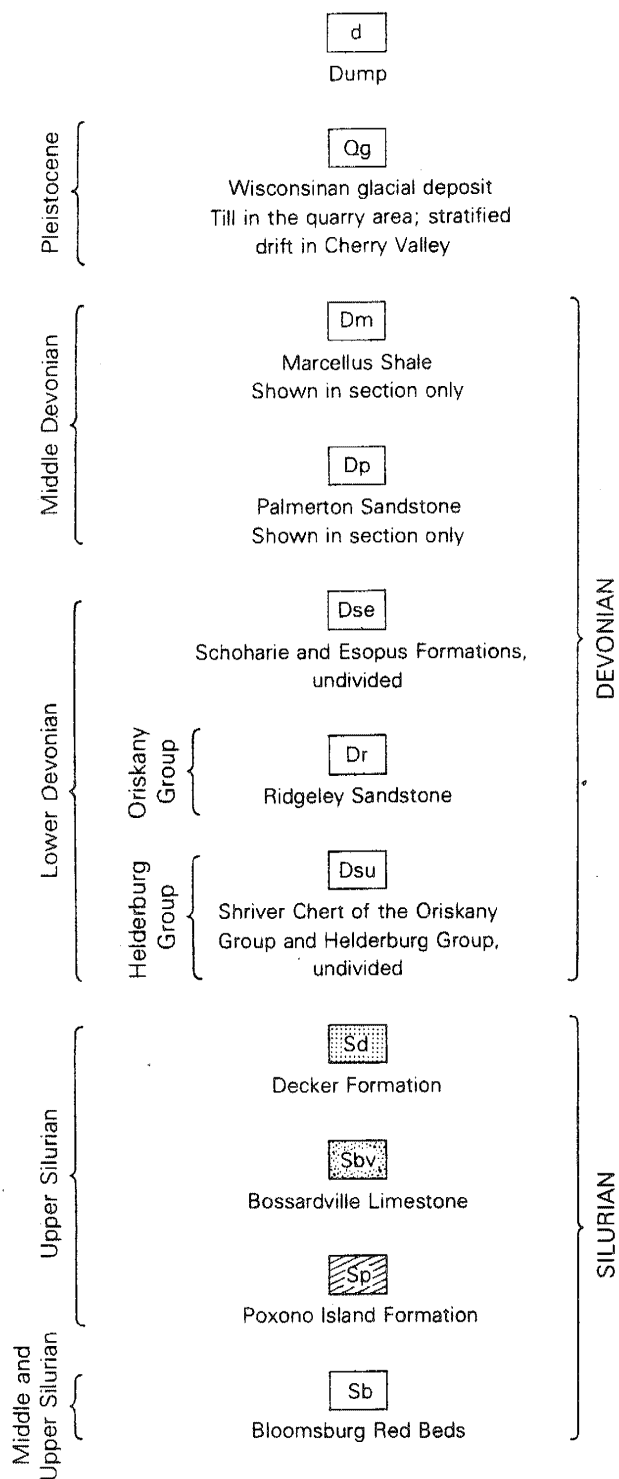 d
Dump
Pleistocene
Qg
Wisconsinan glacial deposit
Till in the quarry area; stratified
drift in Cherry Valley
Middle Devonian
Dm
Marcellus Shale
Shown in section only
Dp
Palmerton Sandstone
Shown in section only
DEVONIAN
Lower Devonian
Dse
Schoharie and Esopus Formations,
undivided
Oriskany
Group
Dr
Ridgeley Sandstone
Helderburg
Group
Dsu
Shriver Chert of the Oriskany
Group and Helderburg Group,
undivided
Upper Silurian
Sd
Decker Formation
Sbv
Bossardville Limestone
SILURIAN
Sp
Poxono Island Formation
Middle and
Upper Silurian
Sb
Bloomsburg Red Beds